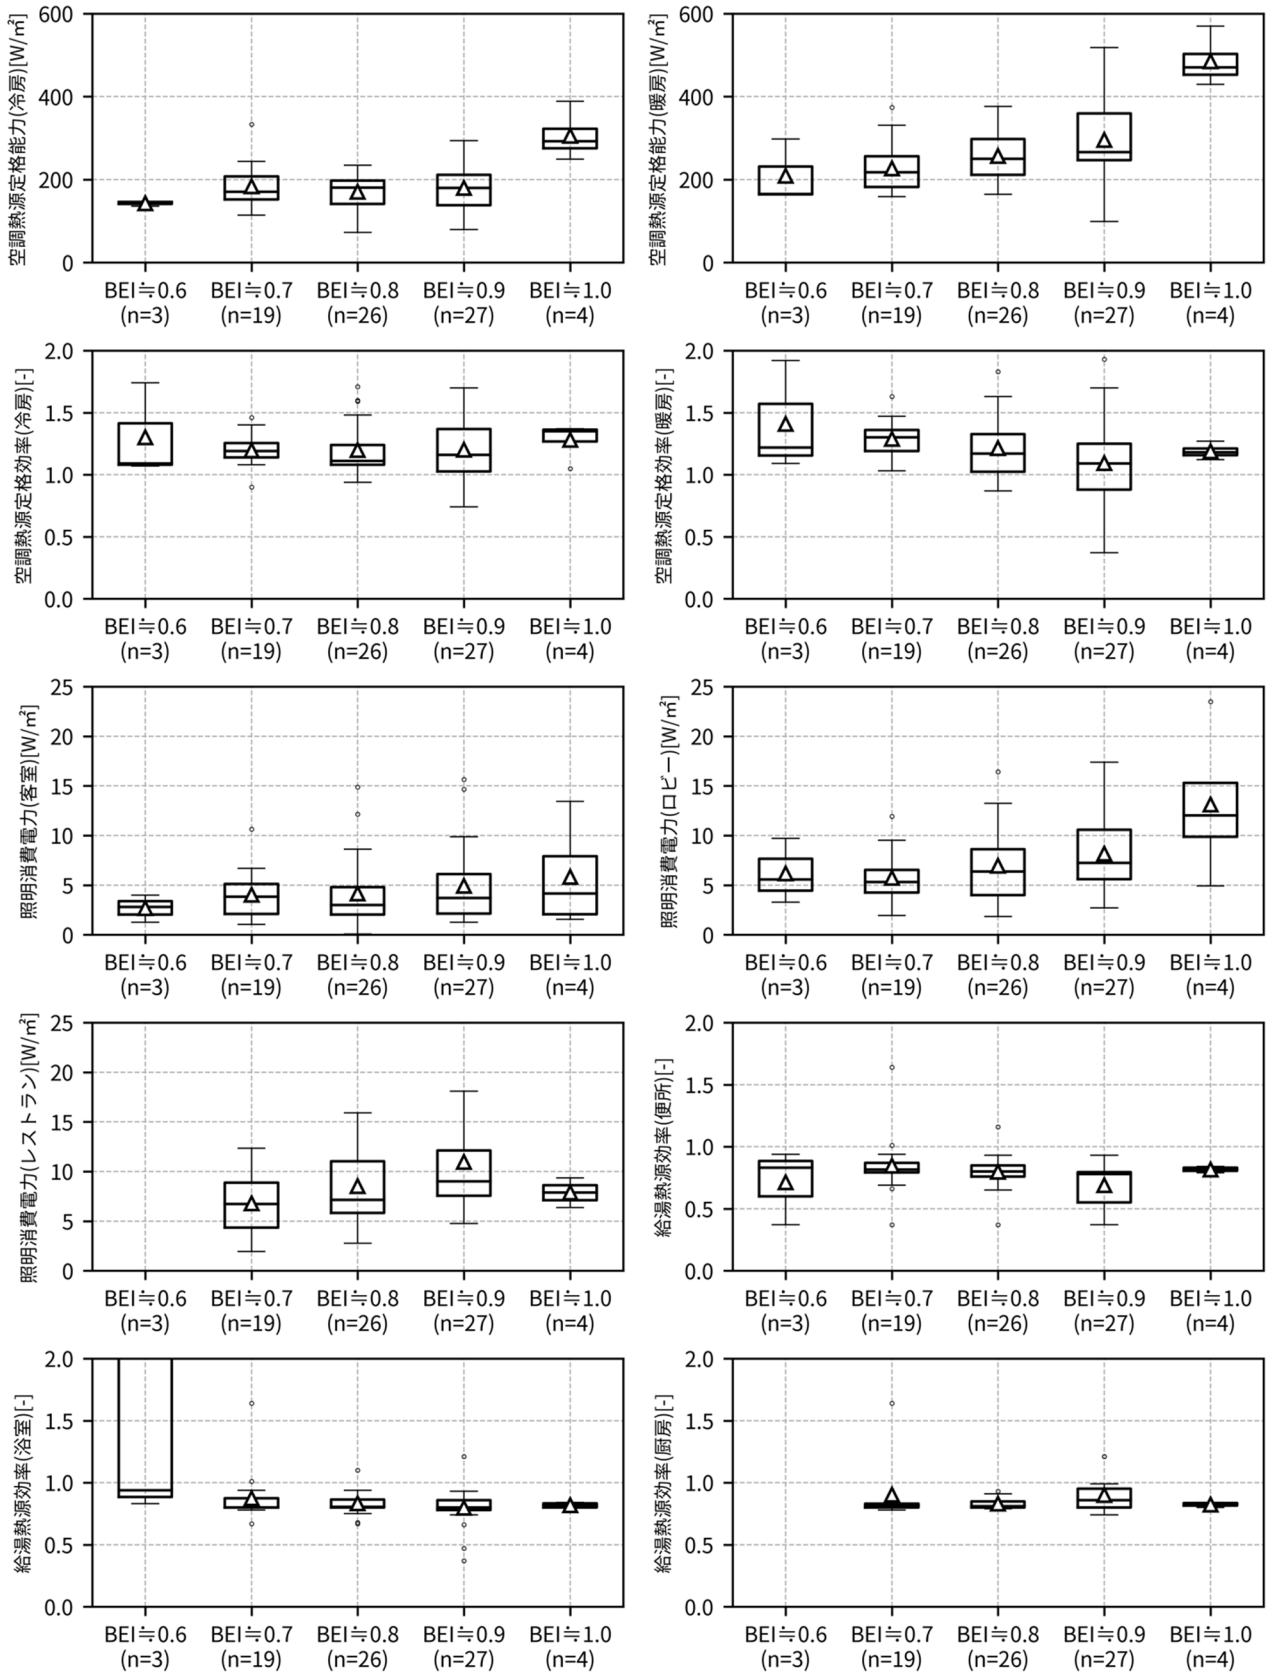 空調熱源定格能力(冷房)[W/㎡]
600
400
200
0
BEI≒0.6
(n=3)
BEI≒0.7
(n=19)
BEI≒0.8
(n=26)
BEI≒0.9
(n=27)
BEI≒1.0
(n=4)
空調熱源定格能力(暖房)[W/㎡]
600
400
200
0
BEI≒0.6
(n=3)
BEI≒0.7
(n=19)
BEI≒0.8
(n=26)
BEI≒0.9
(n=27)
BEI≒1.0
(n=4)
空調熱源定格効率(冷房)[-]
2.0
1.5
1.0
0.5
0.0
BEI≒0.6
(n=3)
BEI≒0.7
(n=19)
BEI≒0.8
(n=26)
BEI≒0.9
(n=27)
BEI≒1.0
(n=4)
空調熱源定格効率(暖房)[-]
2.0
1.5
1.0
0.5
0.0
BEI≒0.6
(n=3)
BEI≒0.7
(n=19)
BEI≒0.8
(n=26)
BEI≒0.9
(n=27)
BEI≒1.0
(n=4)
照明消費電力(客室)[W/㎡]
25
20
15
10
5
0
BEI≒0.6
(n=3)
BEI≒0.7
(n=19)
BEI≒0.8
(n=26)
BEI≒0.9
(n=27)
BEI≒1.0
(n=4)
照明消費電力(ロビー)[W/㎡]
25
20
15
10
5
0
BEI≒0.6
(n=3)
BEI≒0.7
(n=19)
BEI≒0.8
(n=26)
BEI≒0.9
(n=27)
BEI≒1.0
(n=4)
照明消費電力(レストラン)[W/㎡]
25
20
15
10
5
0
BEI≒0.6
(n=3)
BEI≒0.7
(n=19)
BEI≒0.8
(n=26)
BEI≒0.9
(n=27)
BEI≒1.0
(n=4)
給湯熱源効率(便所)[-]
2.0
1.5
1.0
0.5
0.0
BEI≒0.6
(n=3)
BEI≒0.7
(n=19)
BEI≒0.8
(n=26)
BEI≒0.9
(n=27)
BEI≒1.0
(n=4)
給湯熱源効率(浴室)[-]
2.0
1.5
1.0
0.5
0.0
BEI≒0.6
(n=3)
BEI≒0.7
(n=19)
BEI≒0.8
(n=26)
BEI≒0.9
(n=27)
BEI≒1.0
(n=4)
給湯熱源効率(厨房)[-]
2.0
1.5
1.0
0.5
0.0
BEI≒0.6
(n=3)
BEI≒0.7
(n=19)
BEI≒0.8
(n=26)
BEI≒0.9
(n=27)
BEI≒1.0
(n=4)